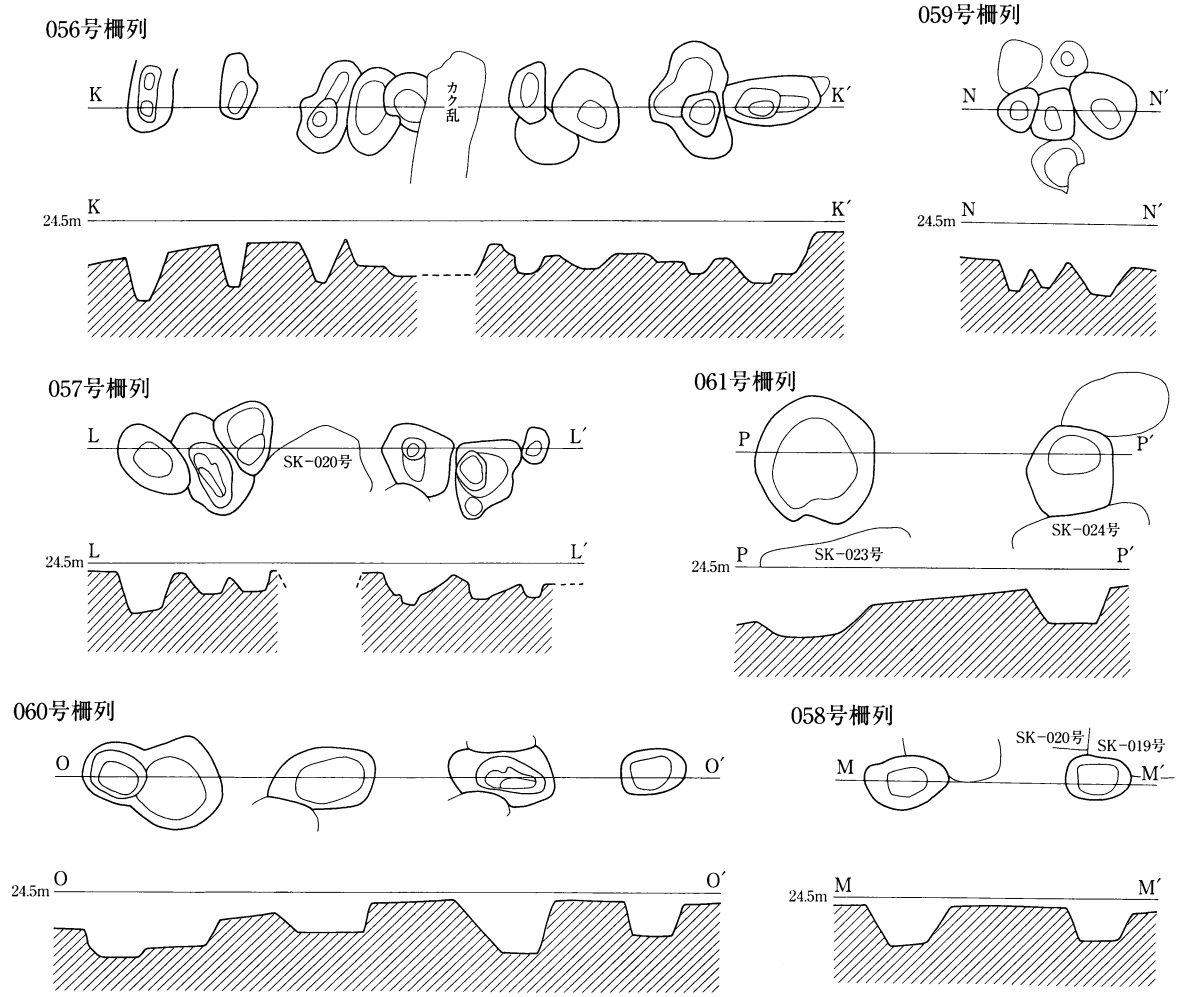 056号柵列
K
カク乱
K′
K
24.5m
K′
059号柵列
N
N′
24.5m
N
N′
057号柵列
L
SK-020号
L′
24.5m
L
L′
061号柵列
P
P′
SK-024号
SK-023号
24.5m
P
P′
060号柵列
O
O′
24.5m
O
O′
058号柵列
SK-020号
SK-019号
M
M′
24.5m
M
M′